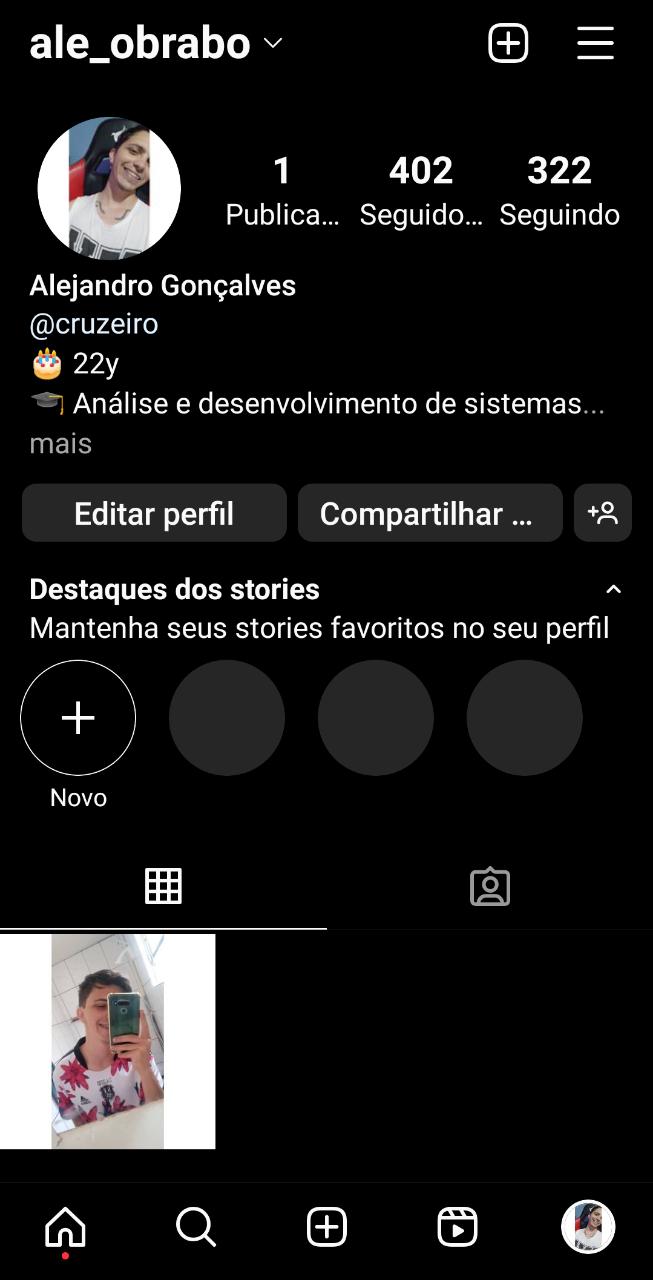 ale_obrabo
1 402 322
Publica... Seguido... Seguindo
Alejandro Gonçalves
@cruzeiro
🎂 22y
🎓 Análise e desenvolvimento de sistemas...
mais
Editar perfil Compartilhar ...
Destaques dos stories
Mantenha seus stories favoritos no seu perfil
Novo